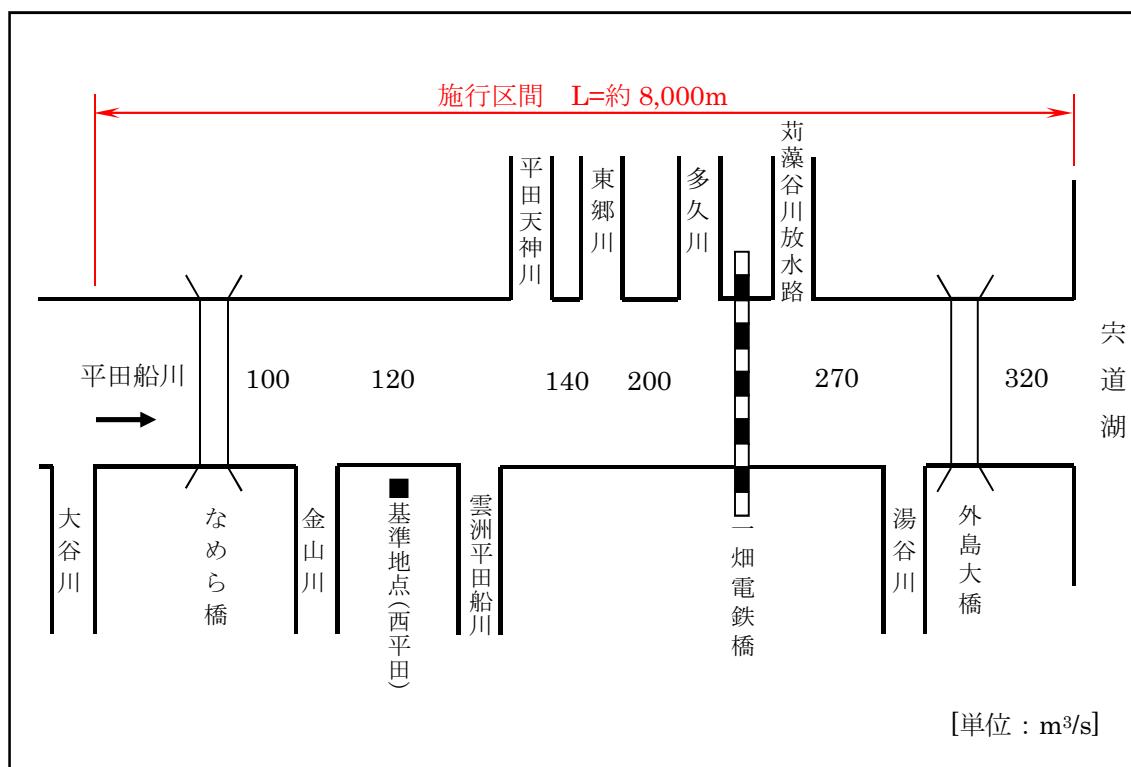 施行区間　L=約 8,000m
平田天神川
東郷川
多久川
苅藻谷川放水路
平田船川
100
120
140
200
270
320
宍道湖
大谷川
なめら橋
金山川
基準地点(西平田)
雲洲平田船川
一畑電鉄橋
湯谷川
外島大橋
[単位：m³/s]